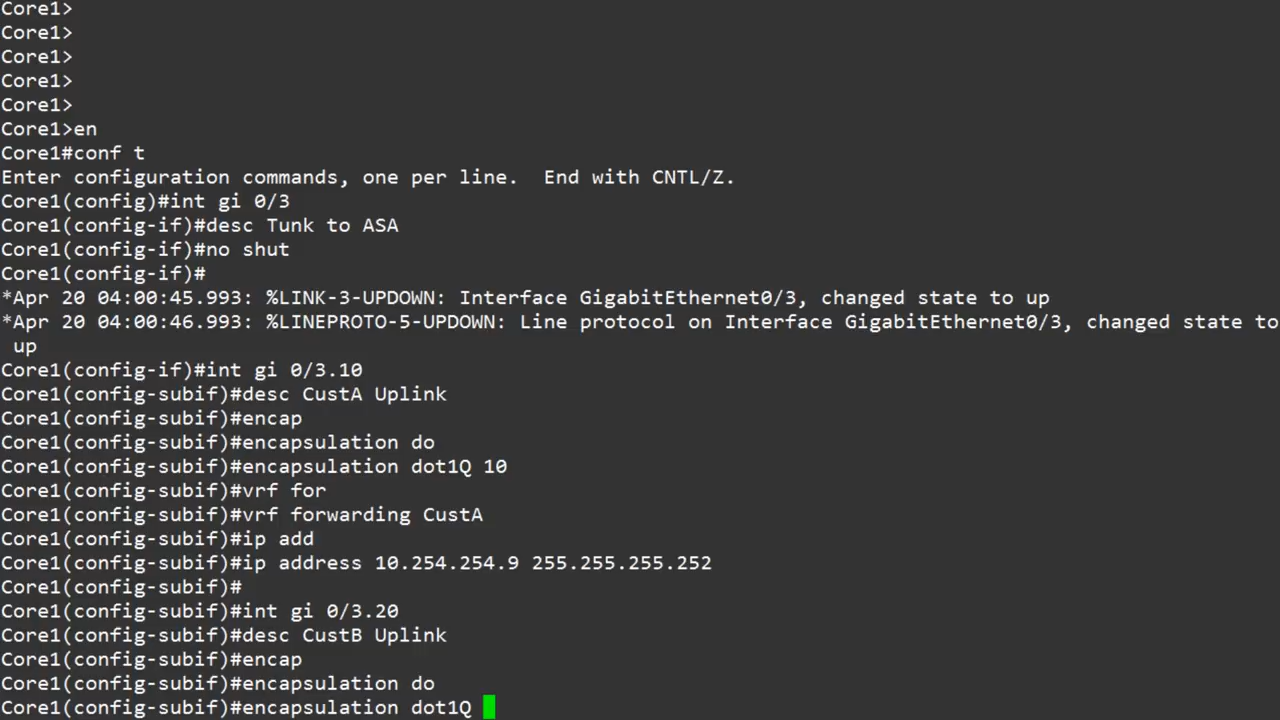 Core1>
Core1>
Core1>
Core1>
Core1>
Core1>en
Core1#conf t
Enter configuration commands, one per line.  End with CNTL/Z.
Core1(config)#int gi 0/3
Core1(config-if)#desc Tunk to ASA
Core1(config-if)#no shut
Core1(config-if)#
*Apr 20 04:00:45.993: %LINK-3-UPDOWN: Interface GigabitEthernet0/3, changed state to up
*Apr 20 04:00:46.993: %LINEPROTO-5-UPDOWN: Line protocol on Interface GigabitEthernet0/3, changed state to
 up
Core1(config-if)#int gi 0/3.10
Core1(config-subif)#desc CustA Uplink
Core1(config-subif)#encap
Core1(config-subif)#encapsulation do
Core1(config-subif)#encapsulation dot1Q 10
Core1(config-subif)#vrf for
Core1(config-subif)#vrf forwarding CustA
Core1(config-subif)#ip add
Core1(config-subif)#ip address 10.254.254.9 255.255.255.252
Core1(config-subif)#
Core1(config-subif)#int gi 0/3.20
Core1(config-subif)#desc CustB Uplink
Core1(config-subif)#encap
Core1(config-subif)#encapsulation do
Core1(config-subif)#encapsulation dot1Q